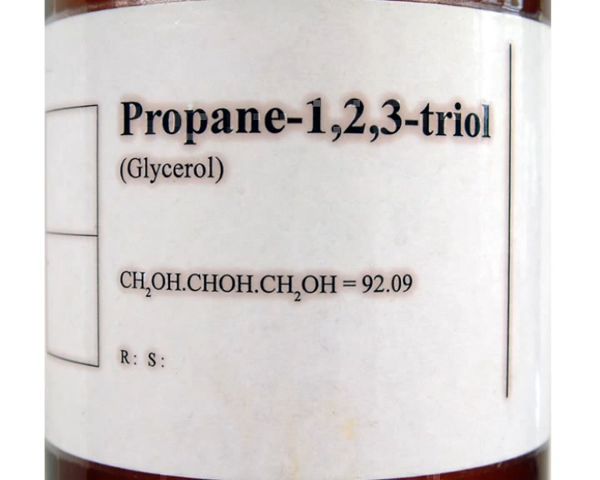 Propane-1,2,3-triol
(Glycerol)
CH₂OH.CHOH.CH₂OH = 92.09
R: S: